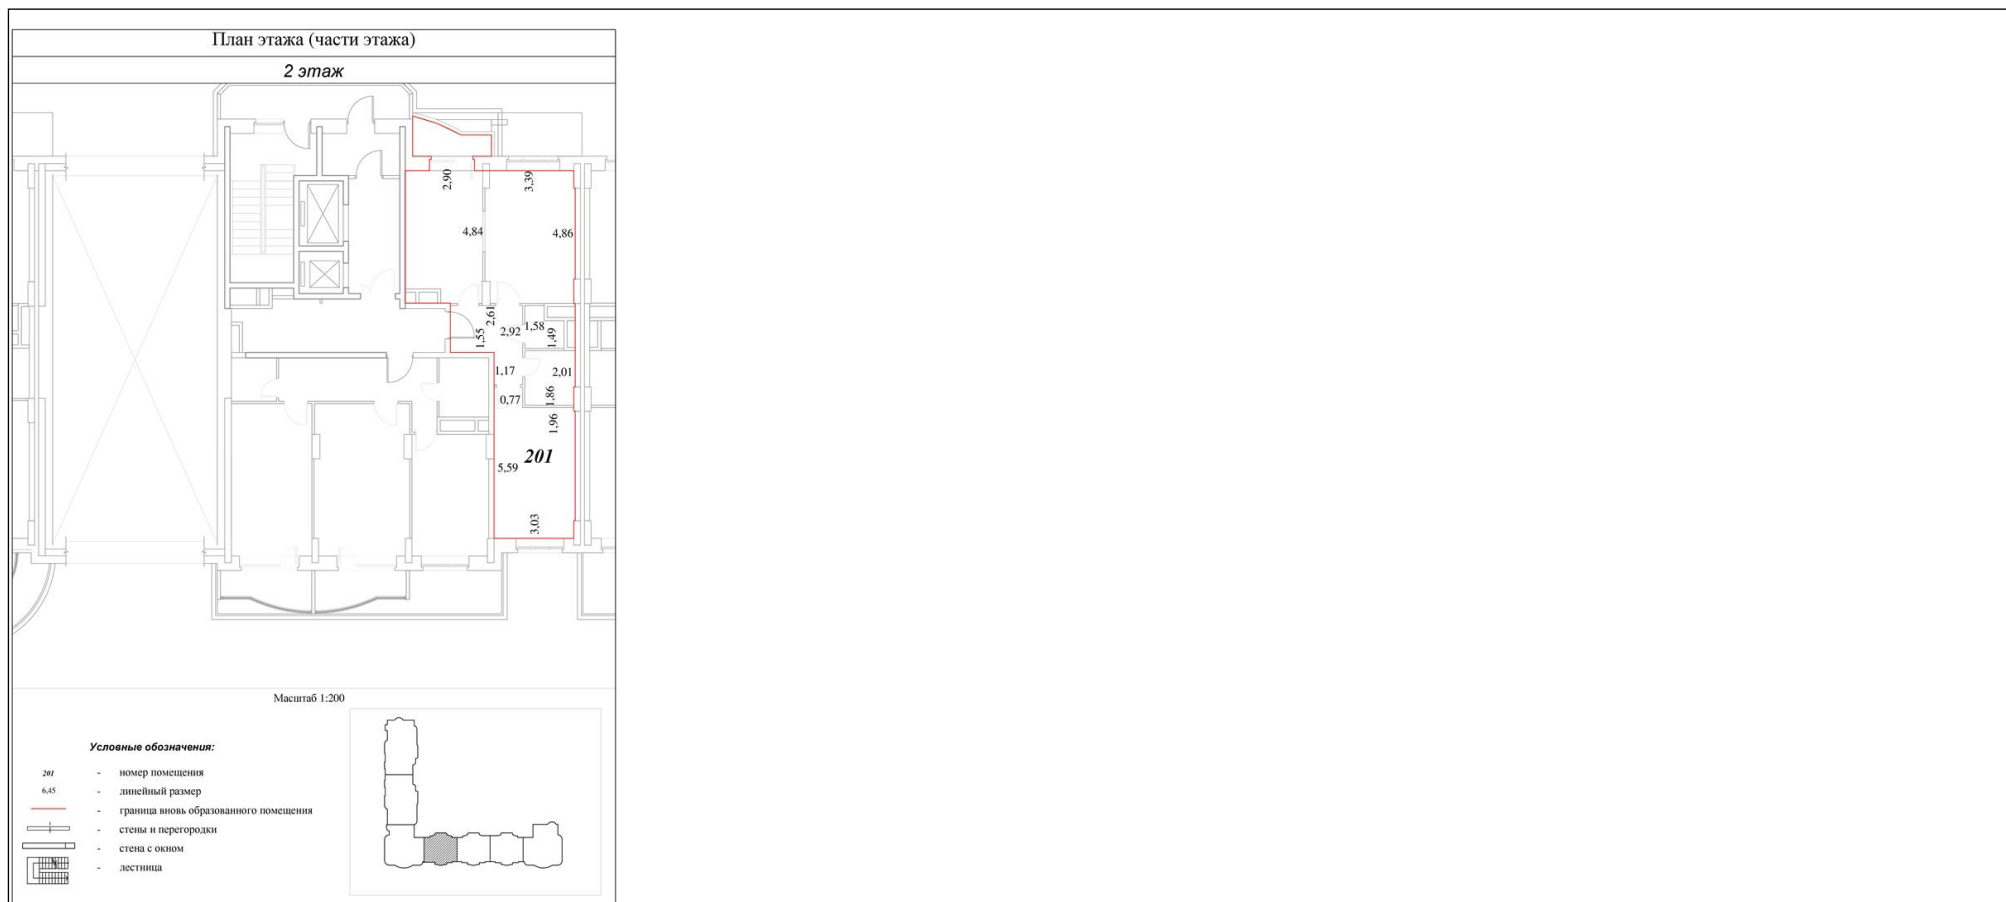 План этажа (части этажа)
2 этаж
2,90
3,39
4,84
4,86
2,61
1,55
2,92
1,58
1,49
1,17
2,01
0,77
1,86
1,96
5,59
201
3,03
Масштаб 1:200
Условные обозначения:
201 - номер помещения
6,45 - линейный размер
- граница вновь образованного помещения
- стены и перегородки
- стена с окном
- лестница